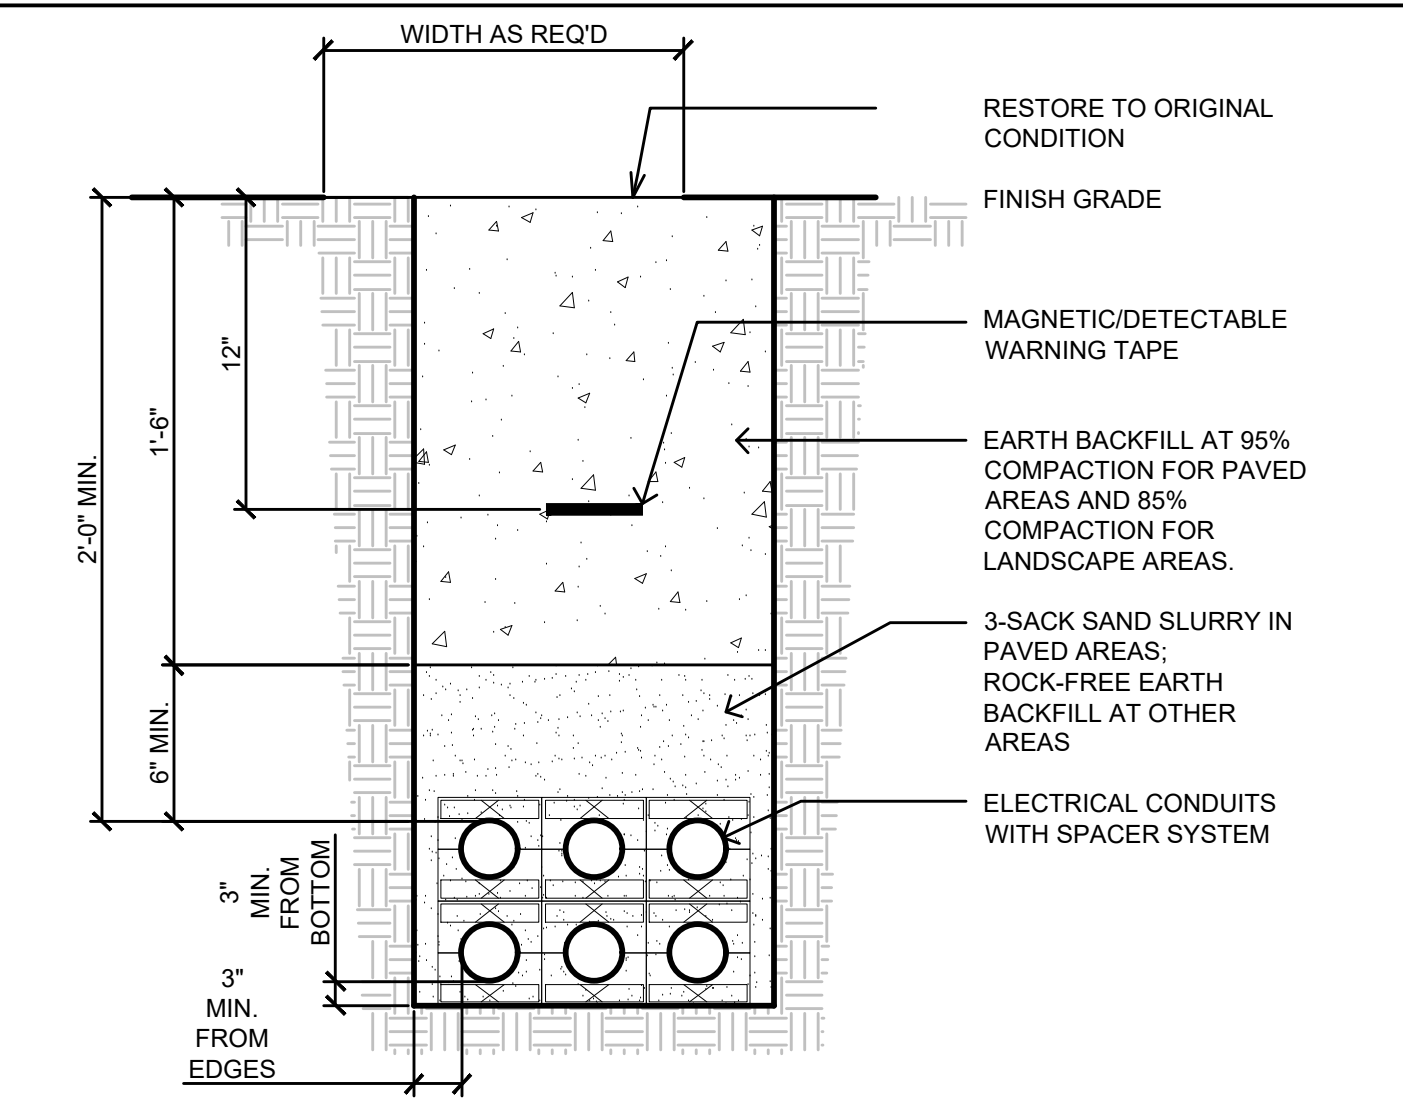 WIDTH AS REQ'D
RESTORE TO ORIGINAL
CONDITION
FINISH GRADE
MAGNETIC/DETECTABLE
WARNING TAPE
EARTH BACKFILL AT 95%
COMPACTION FOR PAVED
AREAS AND 85%
COMPACTION FOR
LANDSCAPE AREAS.
3-SACK SAND SLURRY IN
PAVED AREAS;
ROCK-FREE EARTH
BACKFILL AT OTHER
AREAS
ELECTRICAL CONDUITS
WITH SPACER SYSTEM
2'-0" MIN.
1'-6"
12"
6" MIN.
3"
MIN.
FROM
BOTTOM
3"
MIN.
FROM
EDGES